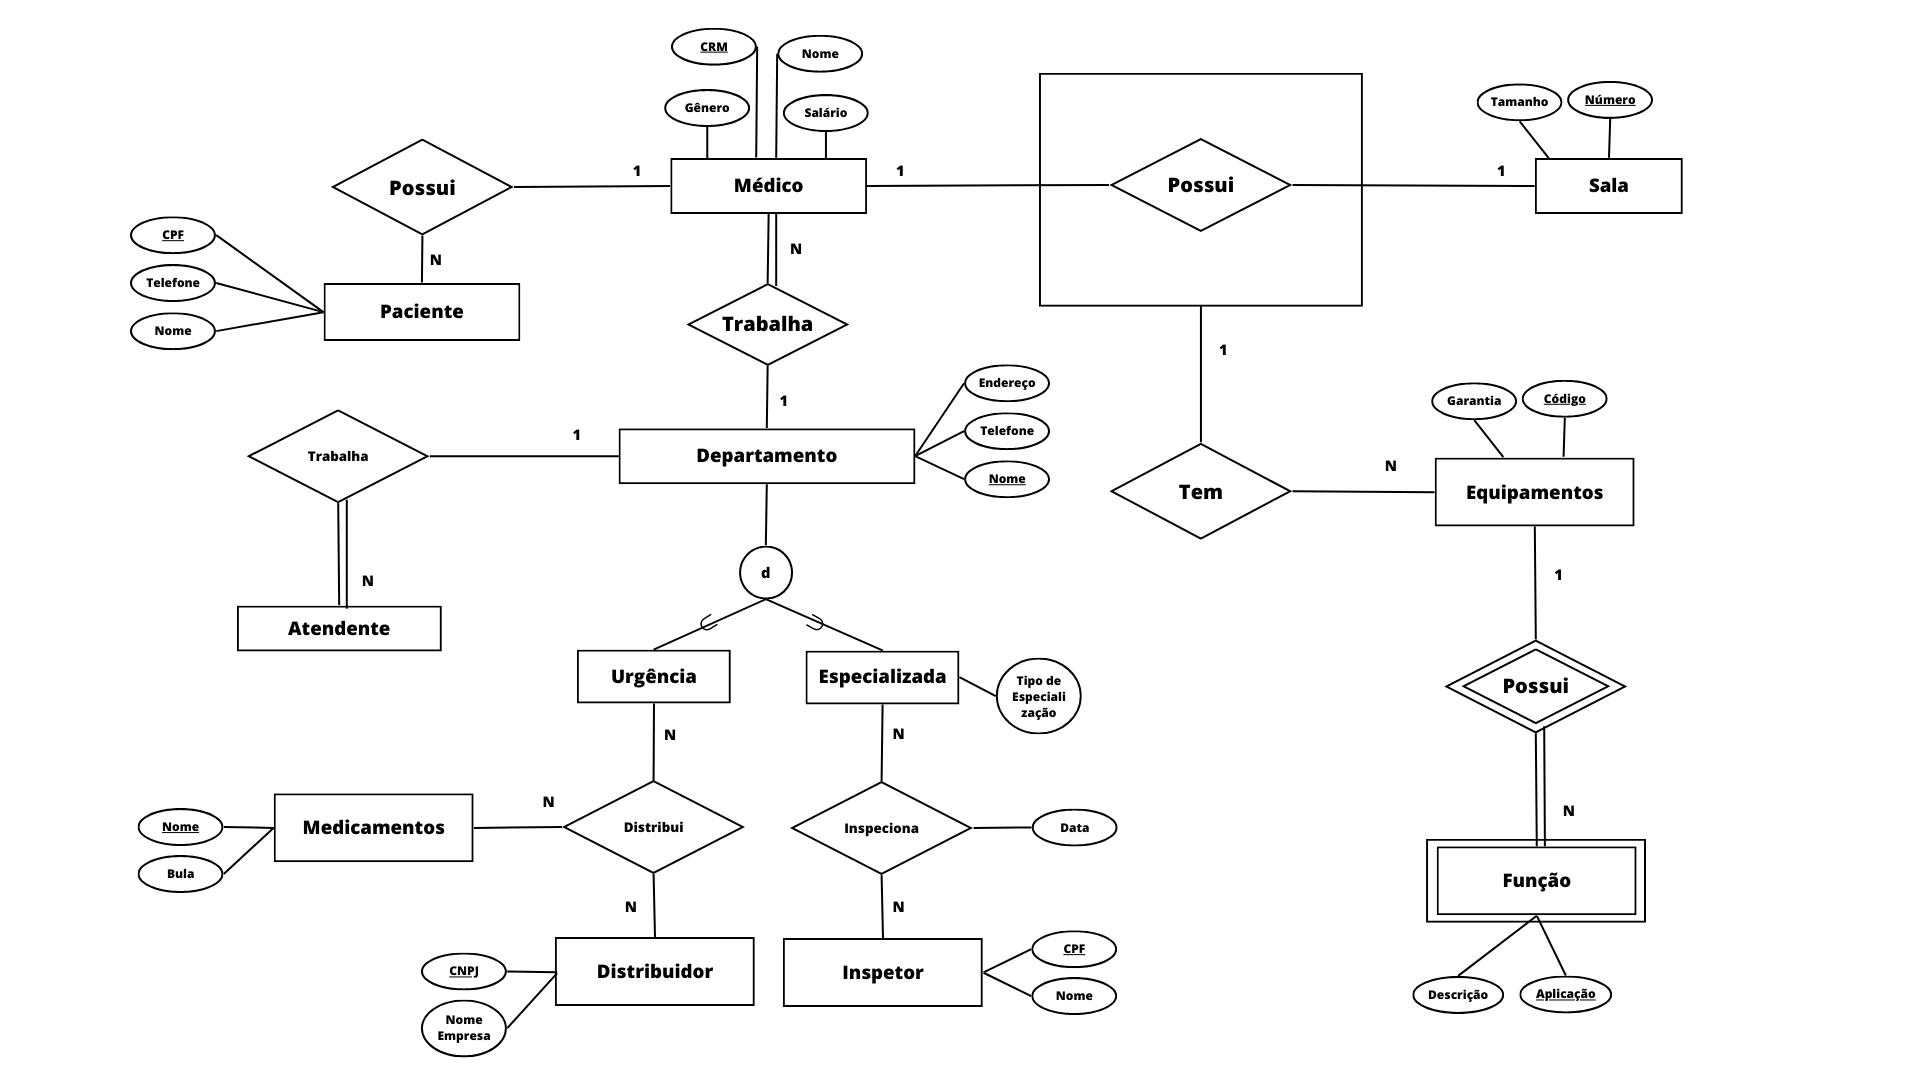 CRM
Nome
Gênero
Salário
Tamanho
Número
Possui
1
Médico
1
Possui
1
Sala
CPF
Telefone
Nome
N
Paciente
N
Trabalha
1
1
Endereço
Telefone
Nome
Garantia
Código
Trabalha
1
Departamento
Tem
N
Equipamentos
N
Atendente
d
1
Urgência
Especializada
Tipo de
Especiali
zação
Possui
N
N
Nome
Bula
Medicamentos
N
Distribui
Inspeciona
Data
N
Função
N
N
CNPJ
Nome
Empresa
Distribuidor
Inspetor
CPF
Nome
Descrição
Aplicação